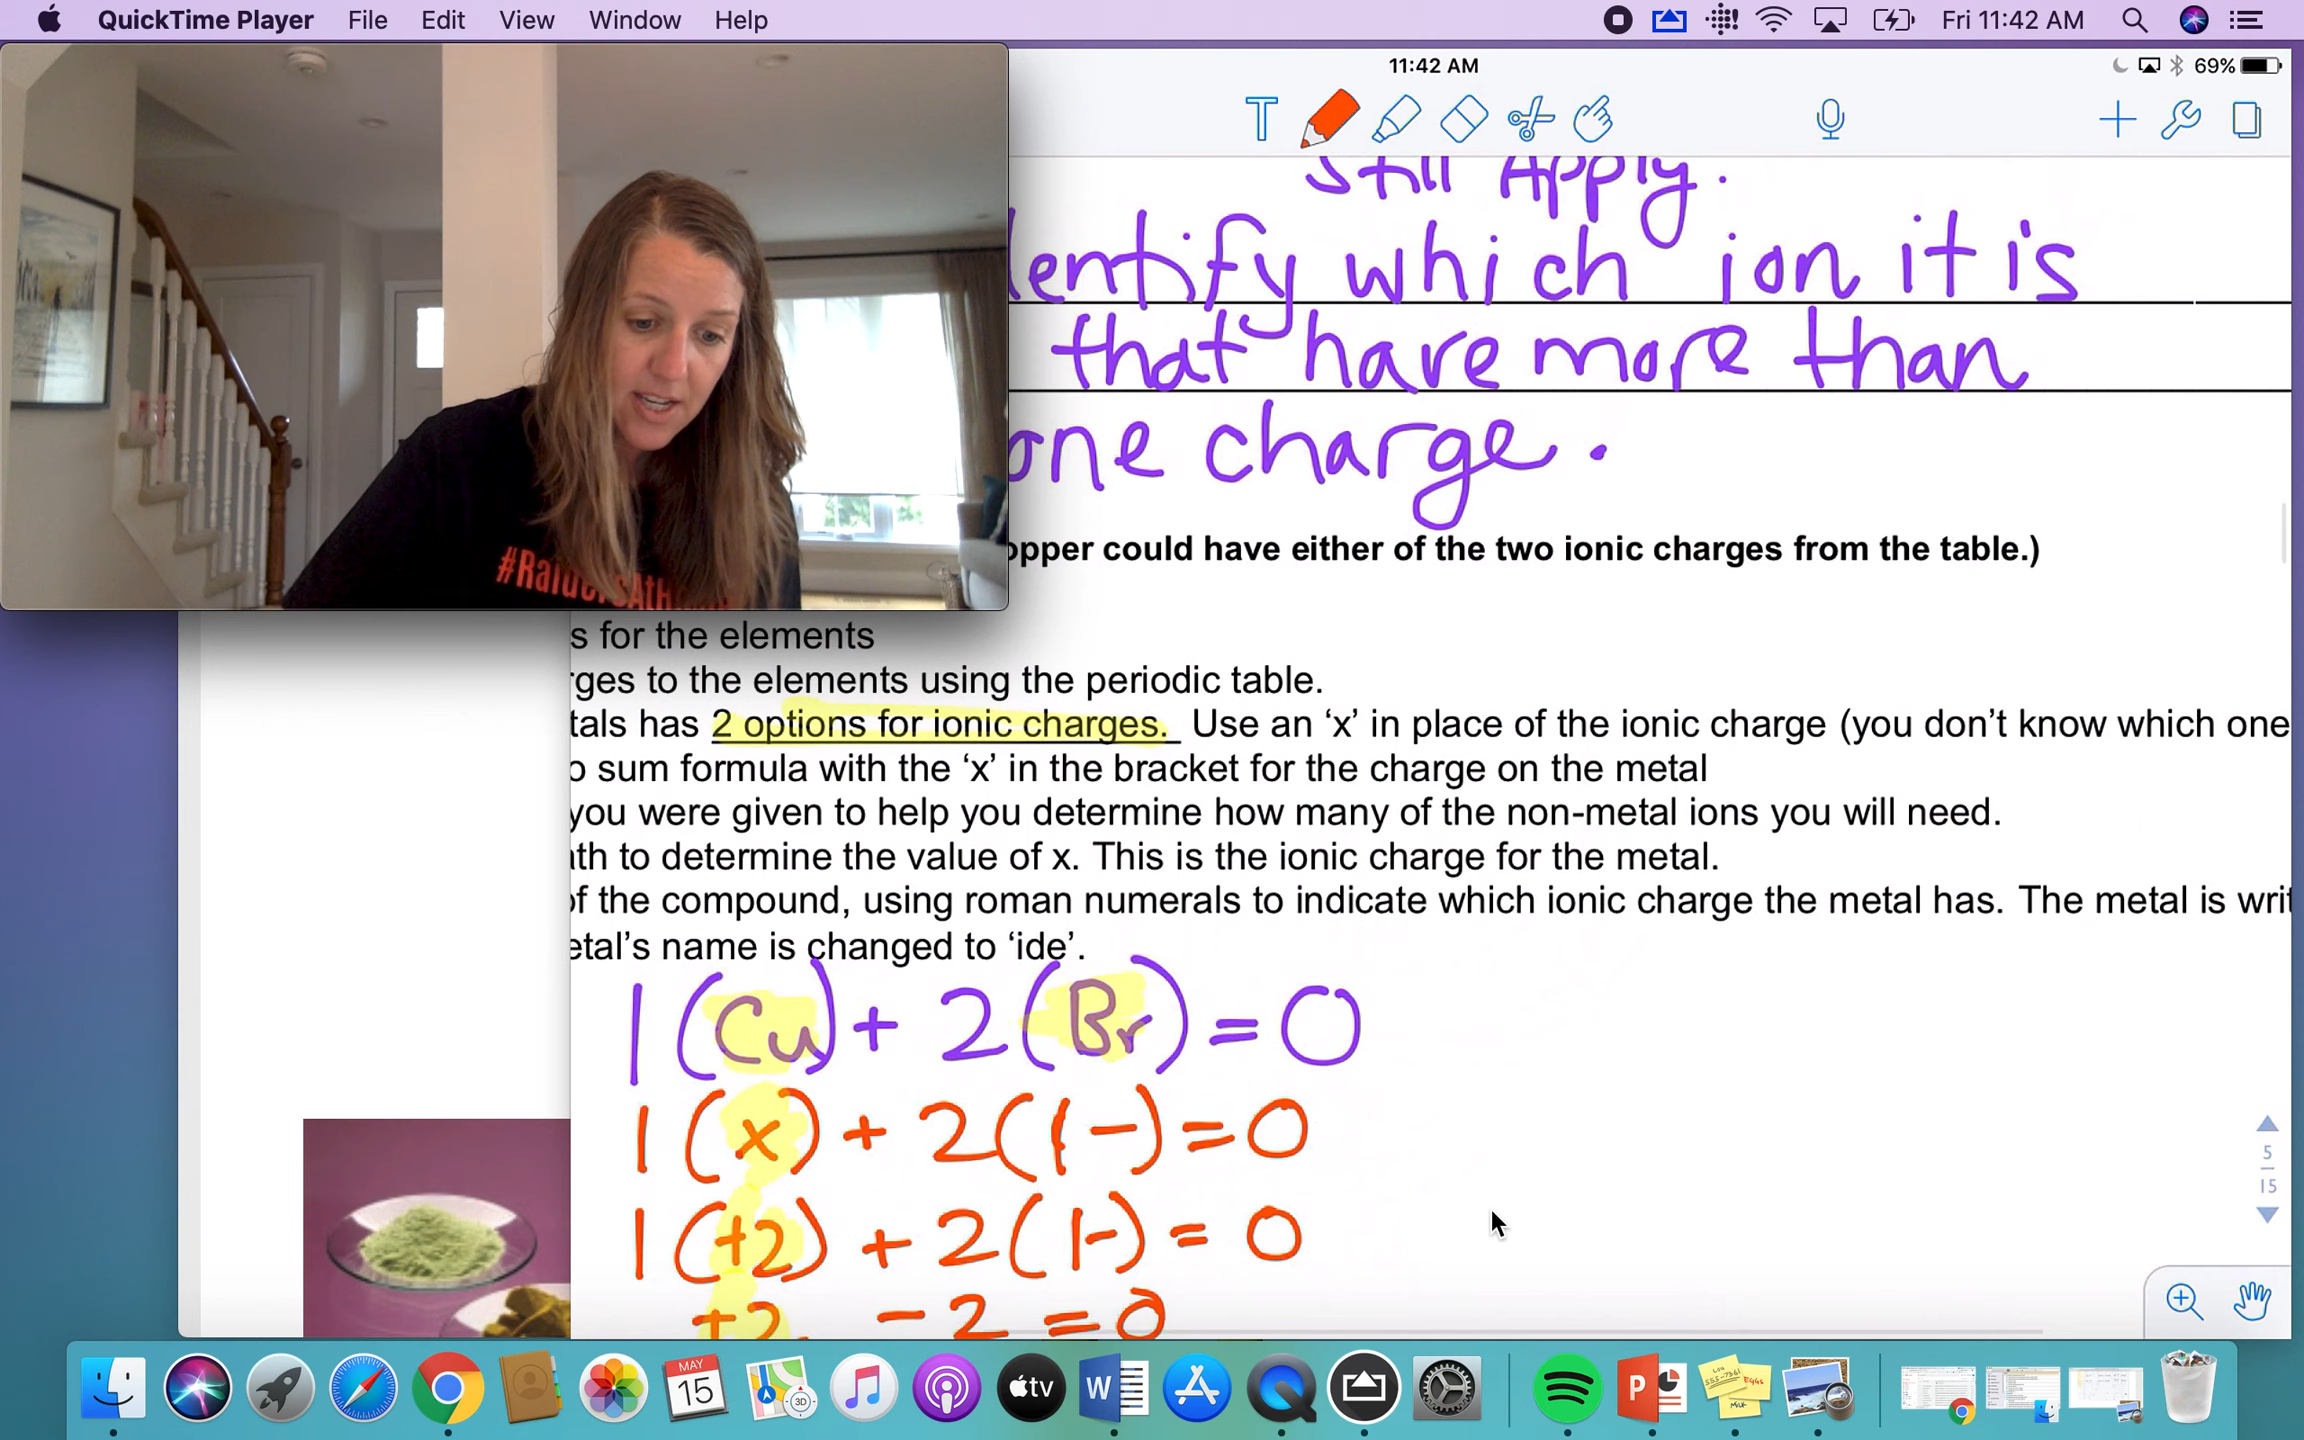 QuickTime Player File Edit View Window Help Fri 11:42 AM
11:42 AM 69%
T
Still Apply.
entify which ion it is
that have more than
one charge.
opper could have either of the two ionic charges from the table.)
s for the elements
ges to the elements using the periodic table.
tals has 2 options for ionic charges. Use an ‘x’ in place of the ionic charge (you don’t know which one
o sum formula with the ‘x’ in the bracket for the charge on the metal
you were given to help you determine how many of the non-metal ions you will need.
ath to determine the value of x. This is the ionic charge for the metal.
of the compound, using roman numerals to indicate which ionic charge the metal has. The metal is writ
etal’s name is changed to ‘ide’.
1 (Cu) + 2 (Br) = 0
1 (x) + 2 (1-) = 0
1 (+2) + 2 (1-) = 0
+2 - 2 = 0
5
15
MAY
15
3D
tv
W
P
EGGS
MILK